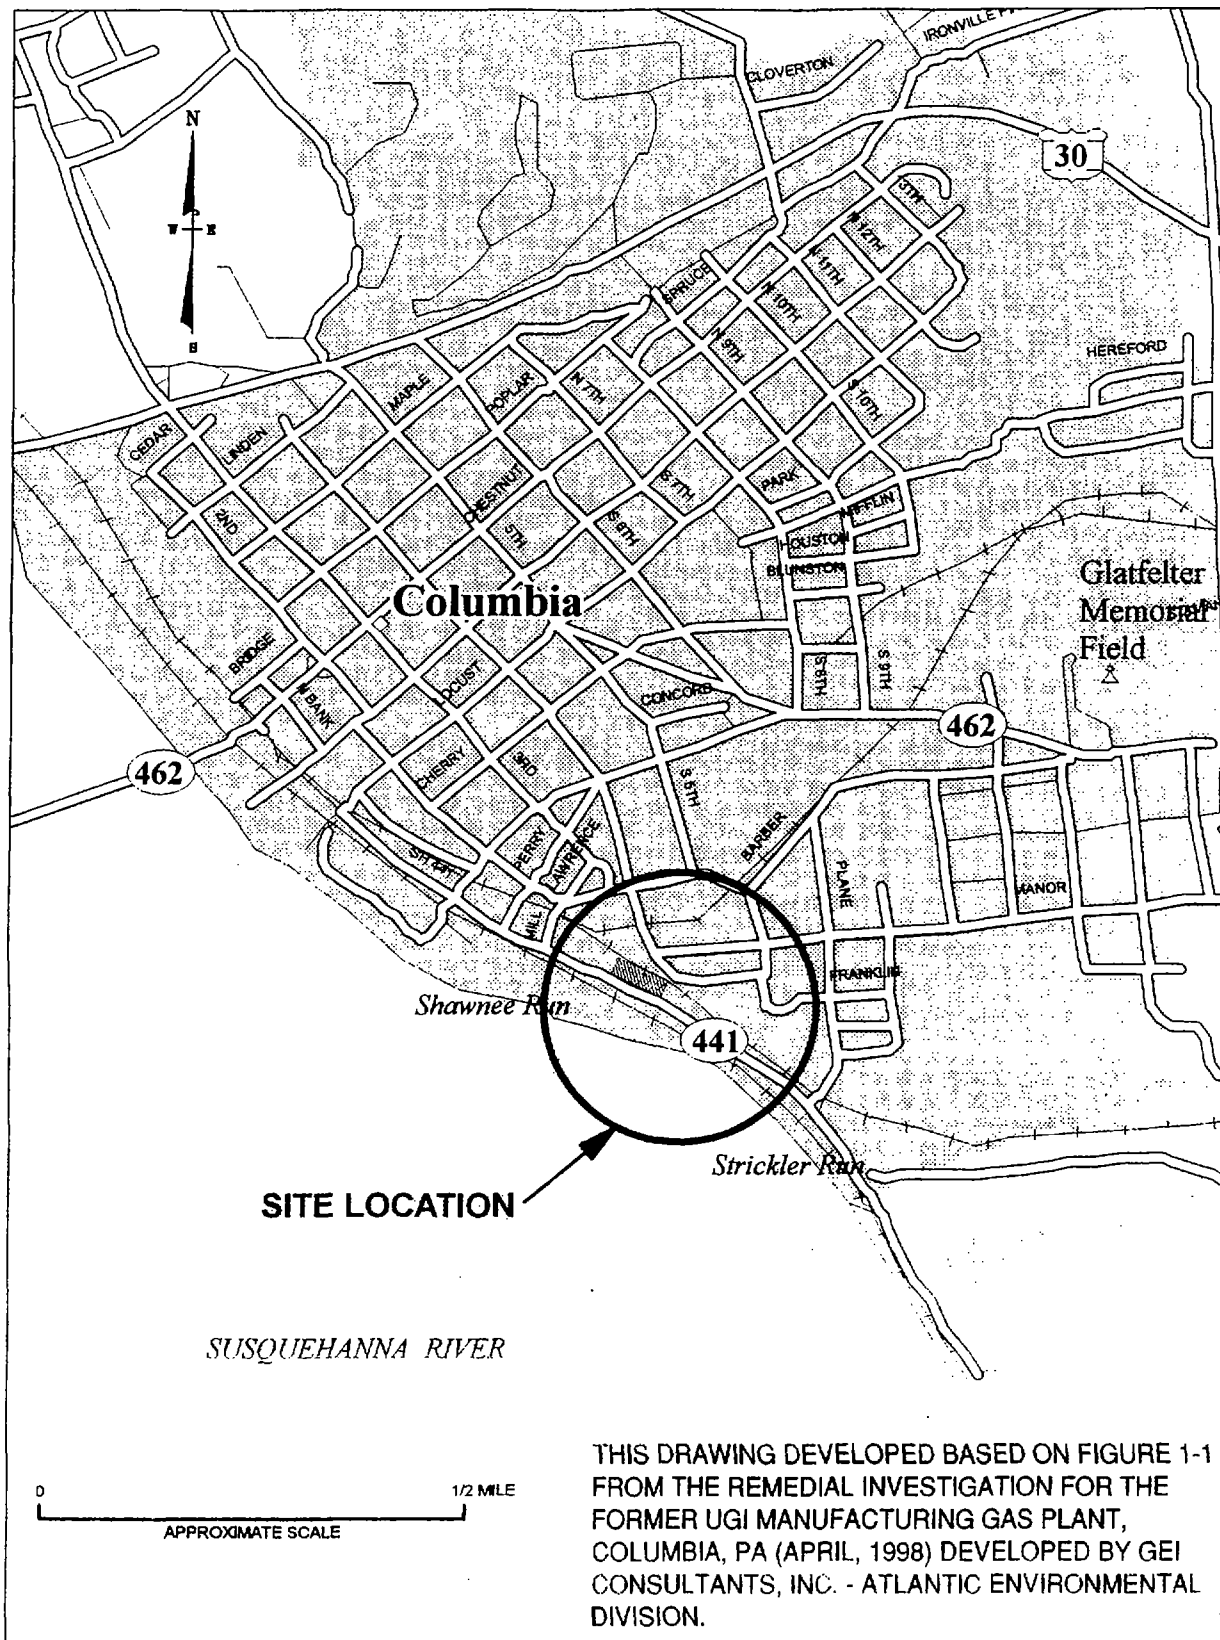 IRONVILLE
CLOVERTON
N
30
13TH
N 12TH
W E
N 11TH
SPRUCE
N 10TH
S
N 9TH
HEREFORD
MAPLE
POPLAR
N 7TH
S 10TH
CEDAR
LINDEN
CHESTNUT
S 7TH
PARK
MIFFLIN
2ND
5TH
S 6TH
HOUSTON
BLUNSTON
Glatfelter
Memorial
Field
Columbia
BRIDGE
N BANK
LOCUST
CONCORD
S 9TH
462
462
CHERRY
3RD
S 5TH
BARBER
PERRY
LAWRENCE
PLANE
MANOR
MILL
FRANKLIN
Shawnee Run
441
Strickler Run
SITE LOCATION
SUSQUEHANNA RIVER
0 1/2 MILE
APPROXIMATE SCALE
THIS DRAWING DEVELOPED BASED ON FIGURE 1-1
FROM THE REMEDIAL INVESTIGATION FOR THE
FORMER UGI MANUFACTURING GAS PLANT,
COLUMBIA, PA (APRIL, 1998) DEVELOPED BY GEI
CONSULTANTS, INC. - ATLANTIC ENVIRONMENTAL
DIVISION.